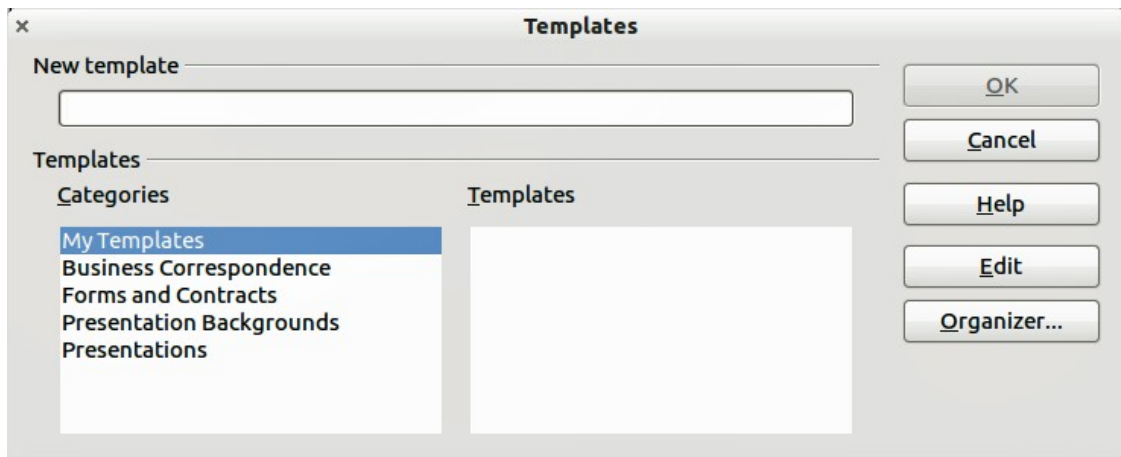 Templates
New template
OK
Cancel
Templates
Categories
Templates
Help
My Templates
Business Correspondence
Edit
Forms and Contracts
Presentation Backgrounds
Organizer...
Presentations